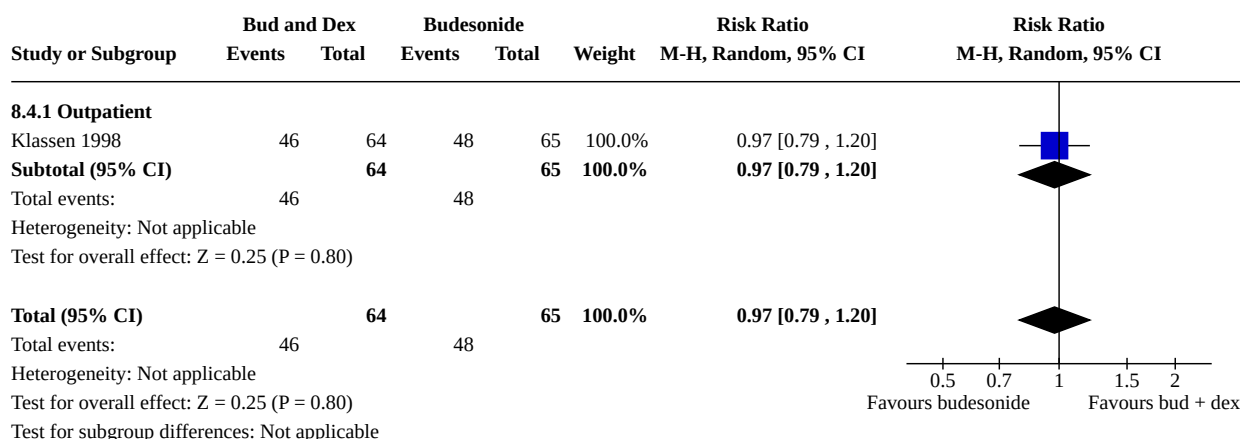 Bud and Dex Budesonide Risk Ratio Risk Ratio
Study or Subgroup Events Total Events Total Weight M-H, Random, 95% CI M-H, Random, 95% CI
8.4.1 Outpatient
Klassen 1998 46 64 48 65 100.0% 0.97 [0.79 , 1.20]
Subtotal (95% CI) 64 65 100.0% 0.97 [0.79 , 1.20]
Total events: 46 48
Heterogeneity: Not applicable
Test for overall effect: Z = 0.25 (P = 0.80)
Total (95% CI) 64 65 100.0% 0.97 [0.79 , 1.20]
Total events: 46 48
Heterogeneity: Not applicable 0.5 0.7 1 1.5 2
Test for overall effect: Z = 0.25 (P = 0.80) Favours budesonide Favours bud + dex
Test for subgroup differences: Not applicable